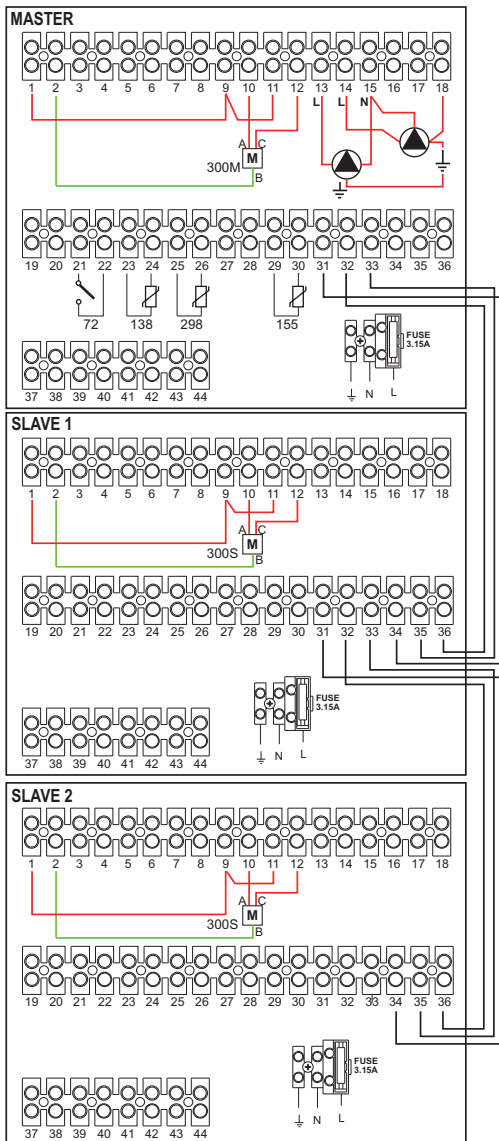 MASTER
1 2 3 4 5 6 7 8 9 10 11 12 13 14 15 16 17 18
L L N
A C
M
300M
B
19 20 21 22 23 24 25 26 27 28 29 30 31 32 33 34 35 36
72 138 298 155
FUSE
3.15A
N L
37 38 39 40 41 42 43 44
SLAVE 1
1 2 3 4 5 6 7 8 9 10 11 12 13 14 15 16 17 18
A C
M
300S
B
19 20 21 22 23 24 25 26 27 28 29 30 31 32 33 34 35 36
FUSE
3.15A
N L
37 38 39 40 41 42 43 44
SLAVE 2
1 2 3 4 5 6 7 8 9 10 11 12 13 14 15 16 17 18
A C
M
300S
B
19 20 21 22 23 24 25 26 27 28 29 30 31 32 33 34 35 36
FUSE
3.15A
N L
37 38 39 40 41 42 43 44